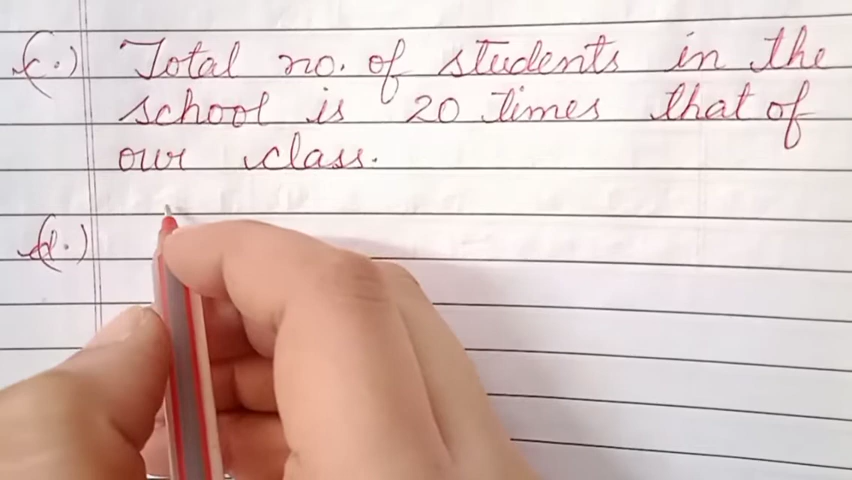 (c.) Total no. of students in the
school is 20 times that of
our class.
(d.)